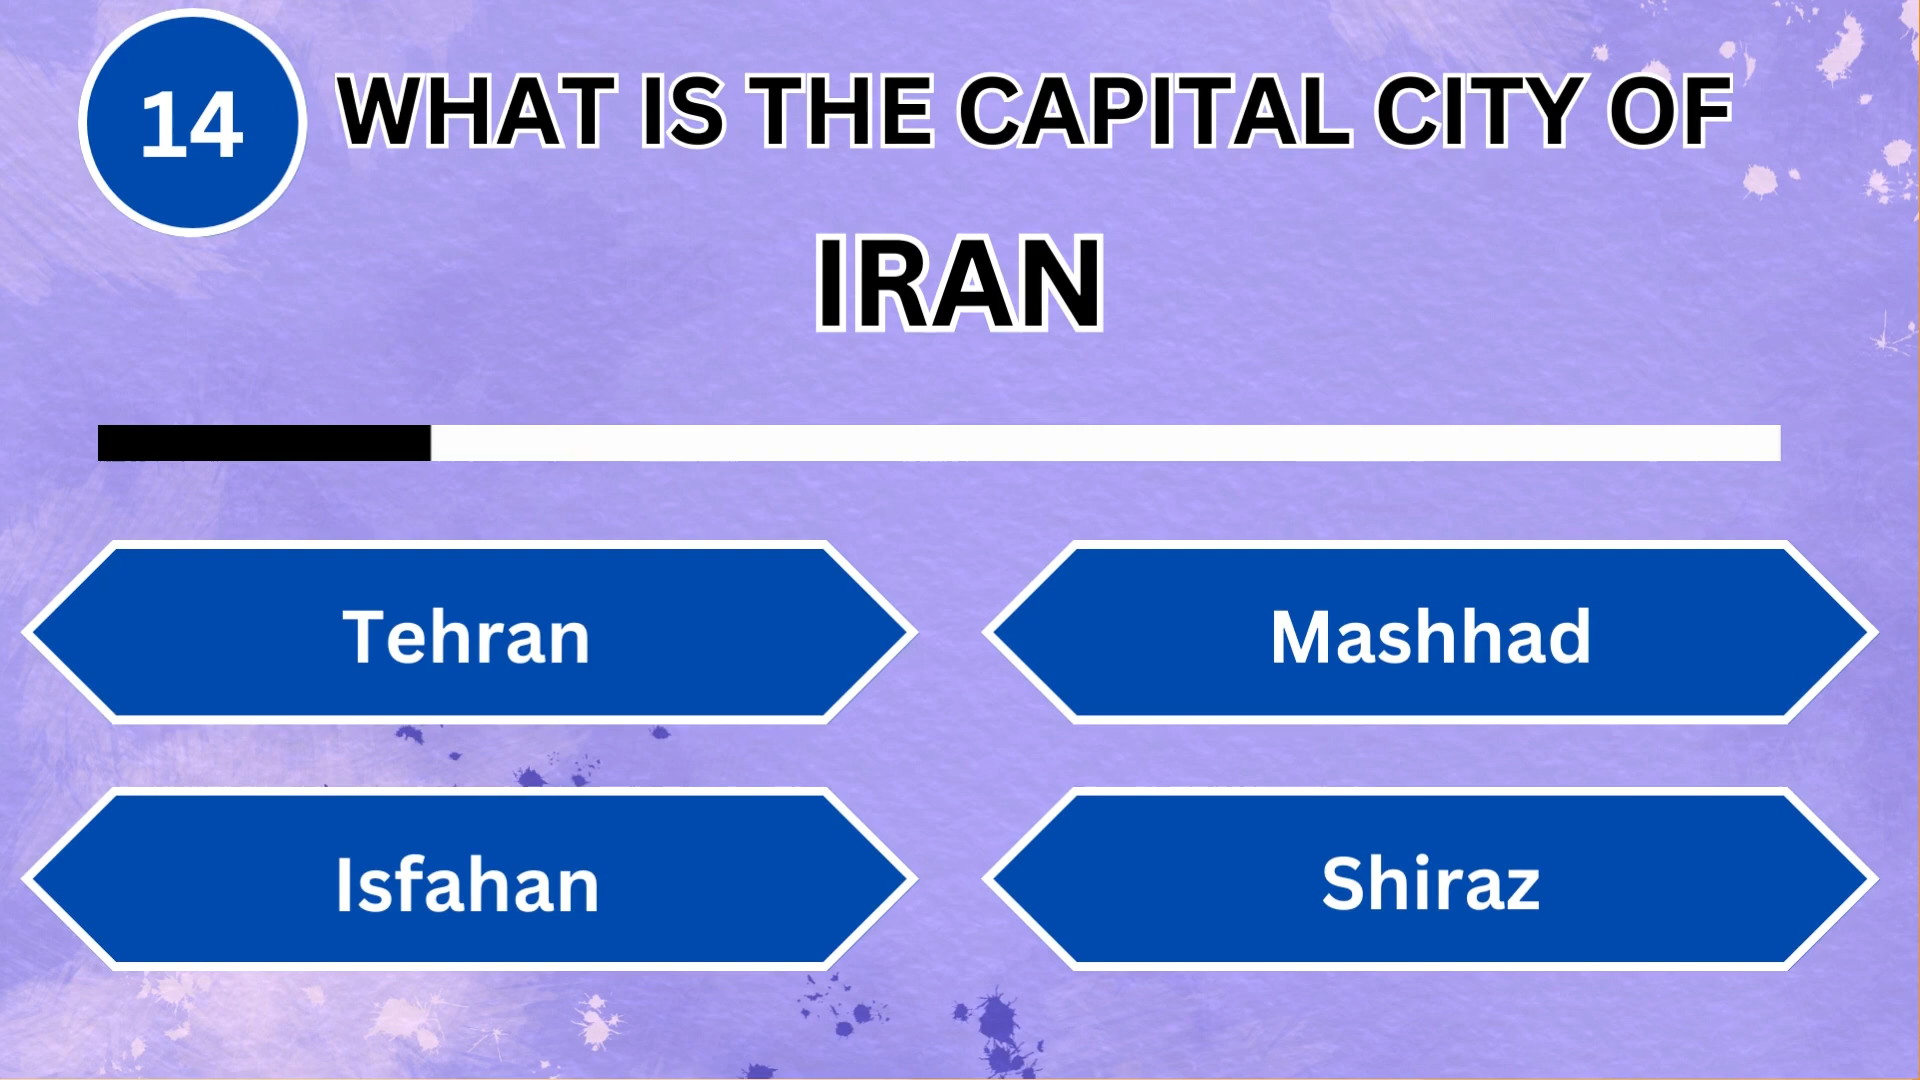 14
WHAT IS THE CAPITAL CITY OF
IRAN
Tehran
Mashhad
Isfahan
Shiraz